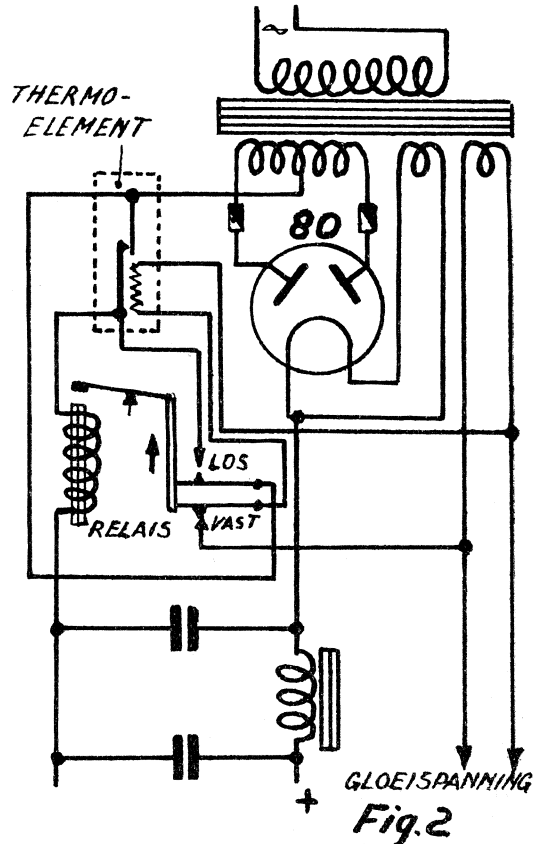 THERMO-
ELEMENT
80
LOS
VAST
RELAIS
+
GLOEISPANNING
Fig. 2